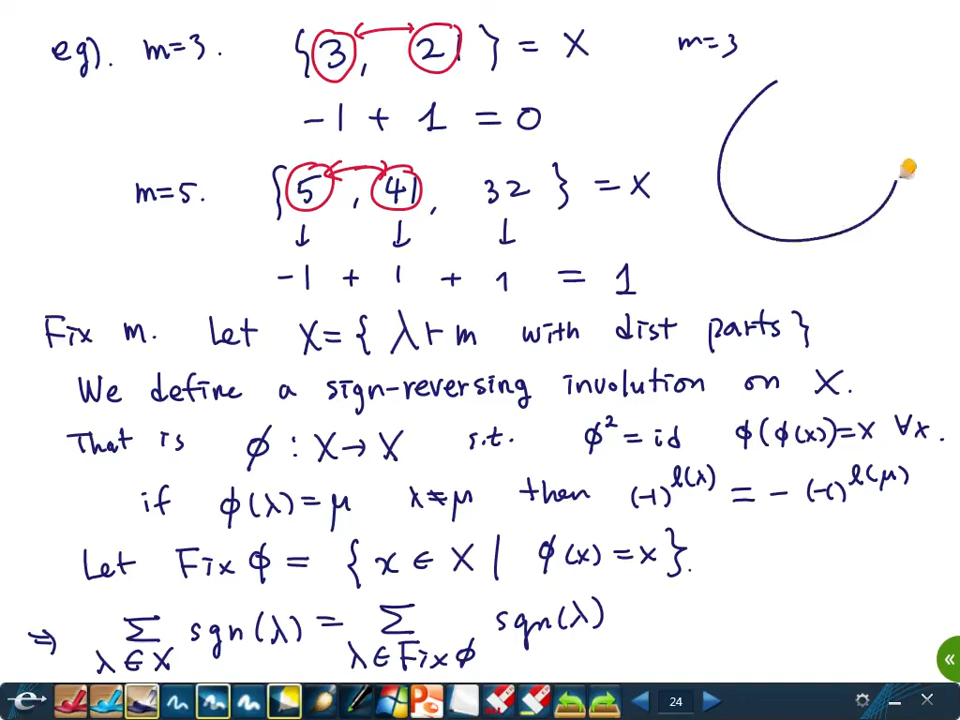 eg). m=3. {3, 21} = X m=3
-1 + 1 = 0
m=5. {5, 41, 32} = X
↓ ↓ ↓
-1 + 1 + 1 = 1
Fix m. Let X = { λ ⊢ m with dist parts }
We define a sign-reversing involution on X.
That is ϕ : X → X s.t. ϕ² = id ϕ(ϕ(x)=x ∀x.
if ϕ(λ) = μ λ≠μ then (-1)^{l(λ)} = - (-1)^{l(μ)}
Let Fix ϕ = { x ∈ X | ϕ(x) = x }.
⇒ Σ_{λ∈X} sgn(λ) = Σ_{λ∈Fix ϕ} sgn(λ)
24